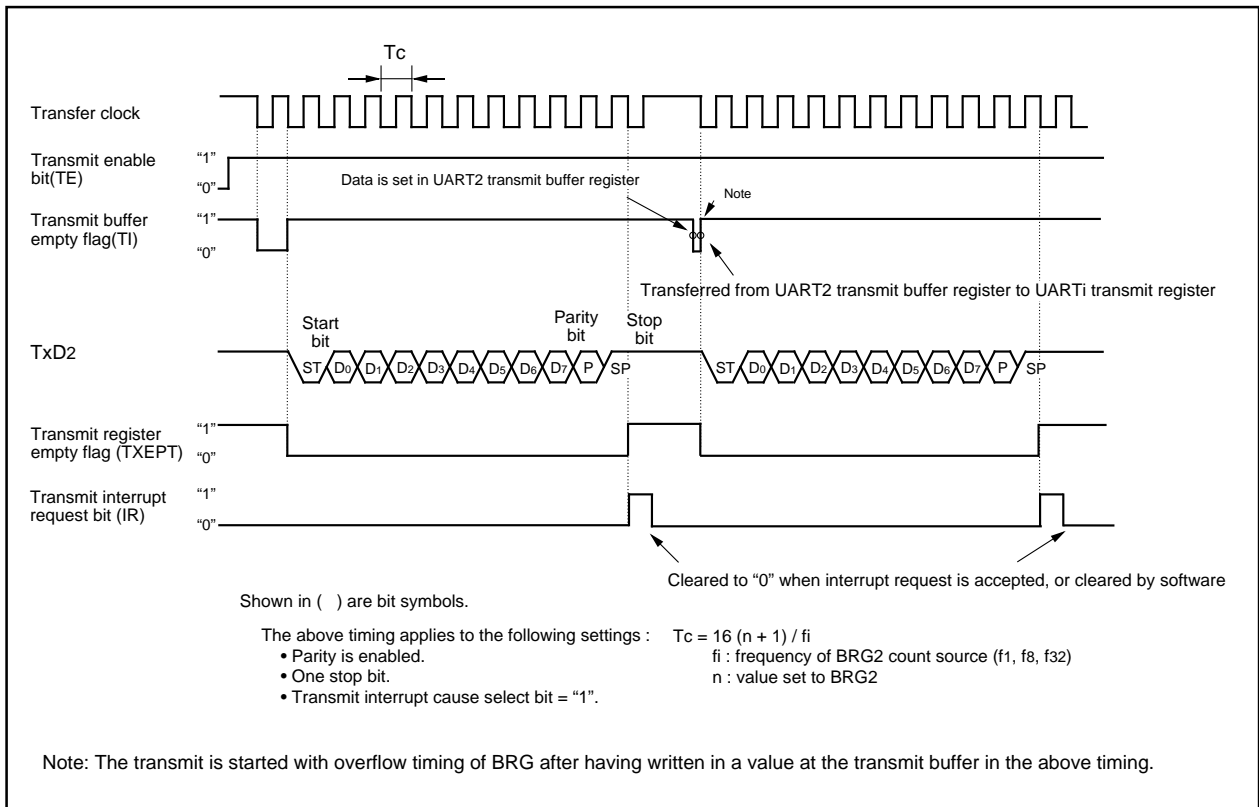 Tc
Transfer clock
Transmit enable
bit(TE)
“1”
“0”
Data is set in UART2 transmit buffer register
Note
Transmit buffer
empty flag(TI)
“1”
“0”
Transferred from UART2 transmit buffer register to UARTi transmit register
Start
bit
Parity
bit
Stop
bit
TxD2
ST D0 D1 D2 D3 D4 D5 D6 D7 P SP ST D0 D1 D2 D3 D4 D5 D6 D7 P SP
Transmit register
empty flag (TXEPT)
“1”
“0”
Transmit interrupt
request bit (IR)
“1”
“0”
Cleared to “0” when interrupt request is accepted, or cleared by software
Shown in ( ) are bit symbols.
The above timing applies to the following settings :
• Parity is enabled.
• One stop bit.
• Transmit interrupt cause select bit = “1”.
Tc = 16 (n + 1) / fi
fi : frequency of BRG2 count source (f1, f8, f32)
n : value set to BRG2
Note: The transmit is started with overflow timing of BRG after having written in a value at the transmit buffer in the above timing.